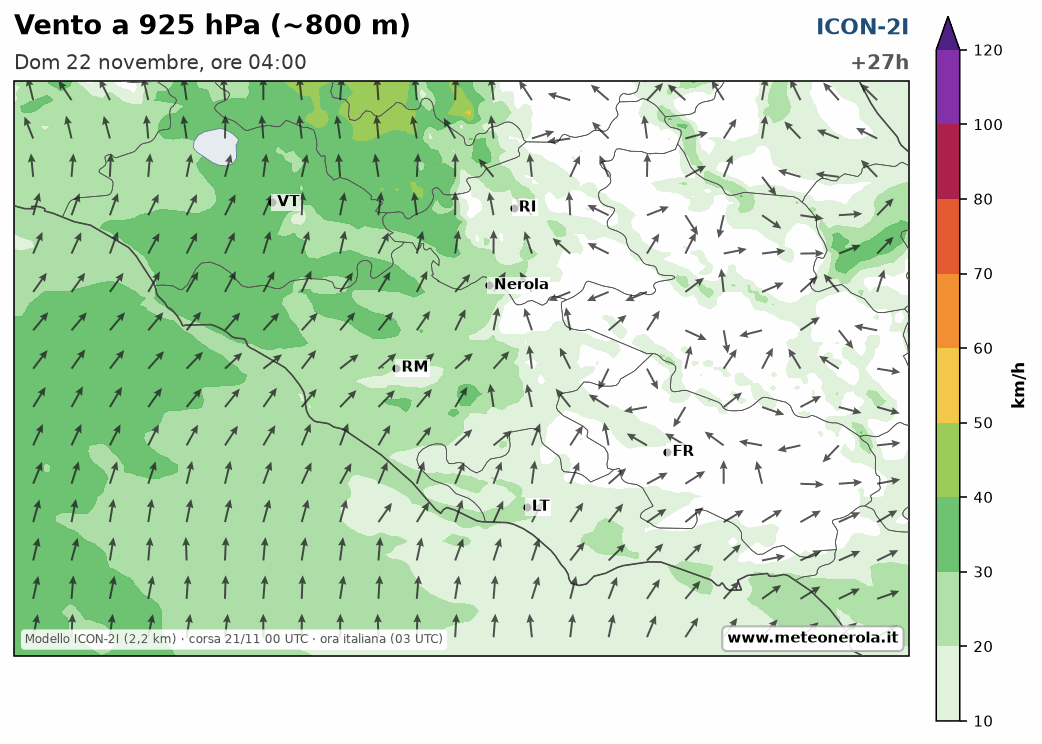 Vento a 925 hPa (~800 m)
ICON-2I
Dom 22 novembre, ore 04:00
+27h
120
100
80
70
60
50
40
30
20
10
km/h
VT
RI
Nerola
RM
FR
LT
Modello ICON-2I (2,2 km) · corsa 21/11 00 UTC · ora italiana (03 UTC)
www.meteonerola.it